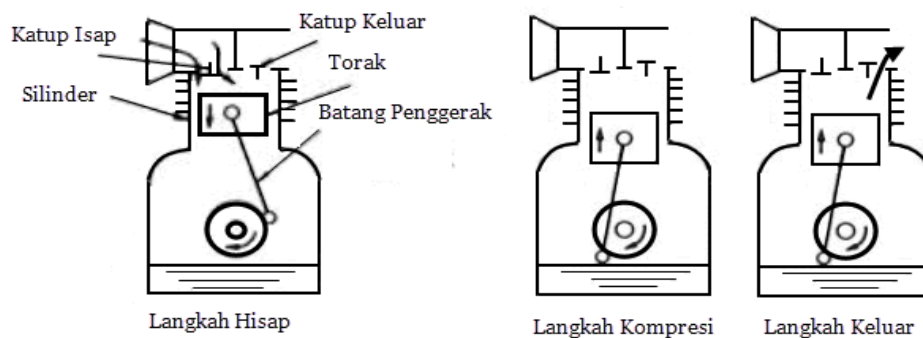 Katup Isap
Katup Keluar
Torak
Silinder
Batang Penggerak
Langkah Hisap
Langkah Kompresi
Langkah Keluar